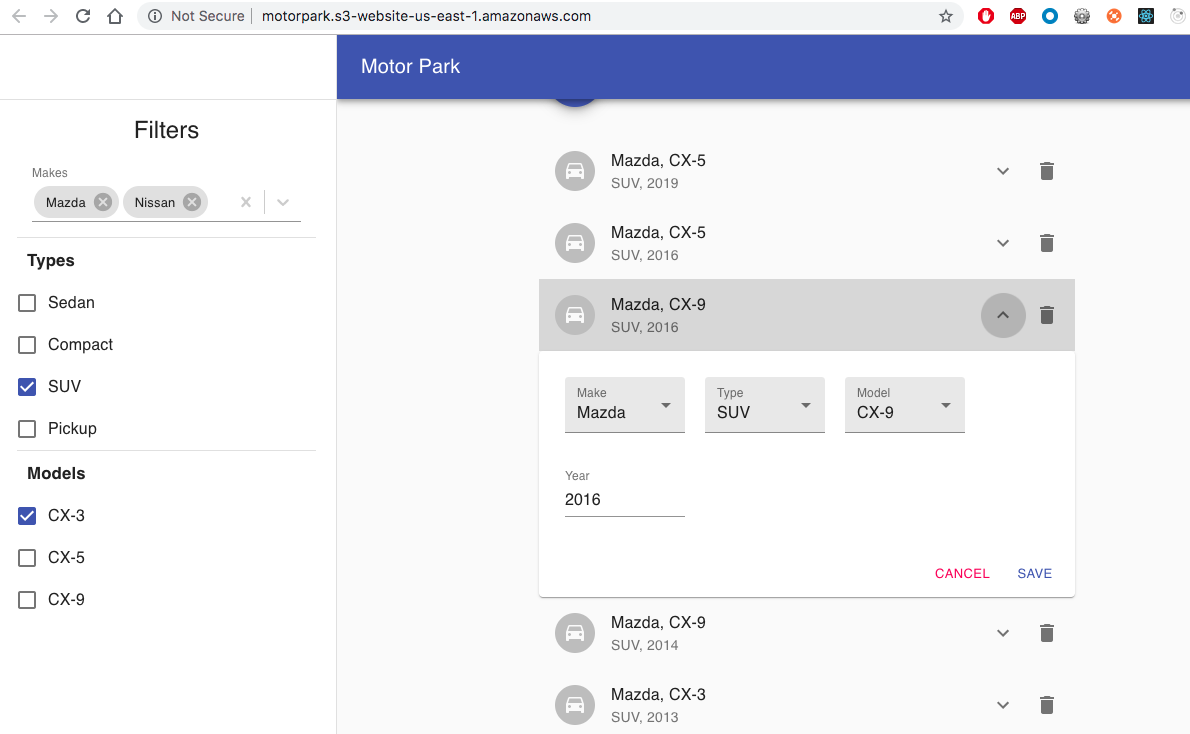 Not Secure | motorpark.s3-website-us-east-1.amazonaws.com
ABP
Motor Park
Filters
Makes
Mazda Nissan
Types
Sedan
Compact
SUV
Pickup
Models
CX-3
CX-5
CX-9
Mazda, CX-5
SUV, 2019
Mazda, CX-5
SUV, 2016
Mazda, CX-9
SUV, 2016
Make Type Model
Mazda SUV CX-9
Year
2016
CANCEL SAVE
Mazda, CX-9
SUV, 2014
Mazda, CX-3
SUV, 2013